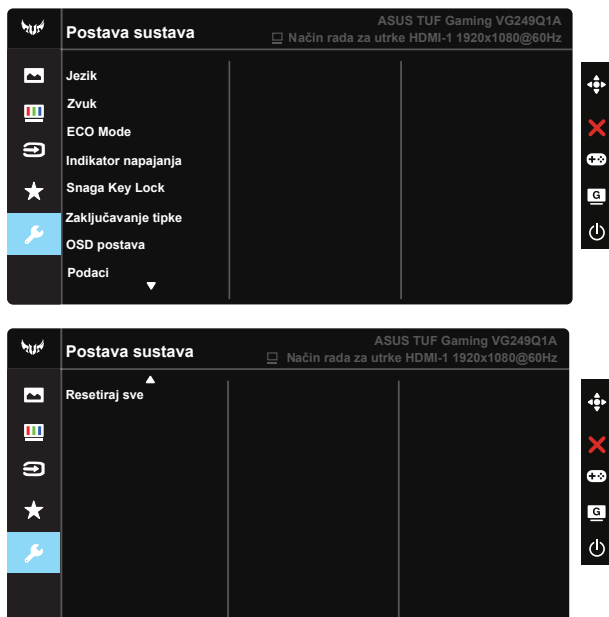 ASUS TUF Gaming VG249Q1A
Postava sustava
Način rada za utrke HDMI-1 1920x1080@60Hz
Jezik
Zvuk
ECO Mode
Indikator napajanja
Snaga Key Lock
Zaključavanje tipke
OSD postava
Podaci
G
ASUS TUF Gaming VG249Q1A
Postava sustava
Način rada za utrke HDMI-1 1920x1080@60Hz
Resetiraj sve
G